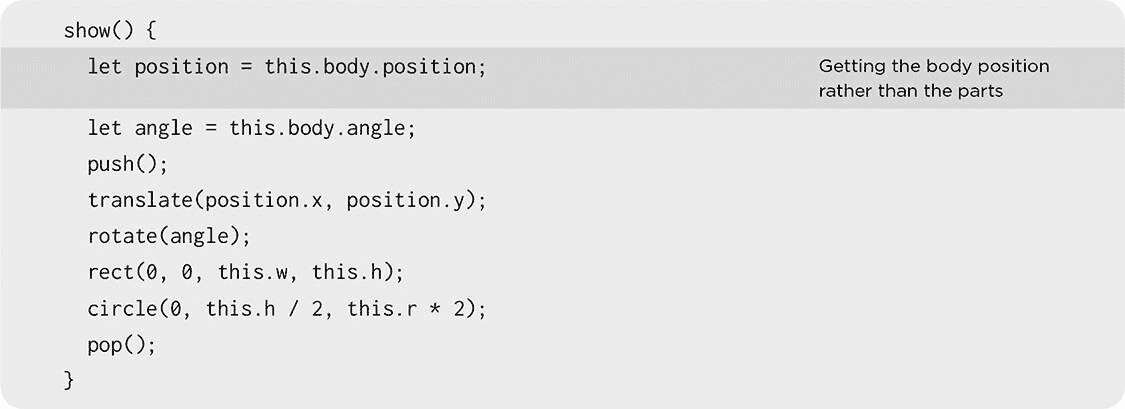 show() {
let position = this.body.position;
Getting the body position
rather than the parts
let angle = this.body.angle;
push();
translate(position.x, position.y);
rotate(angle);
rect(0, 0, this.w, this.h);
circle(0, this.h / 2, this.r * 2);
pop();
}